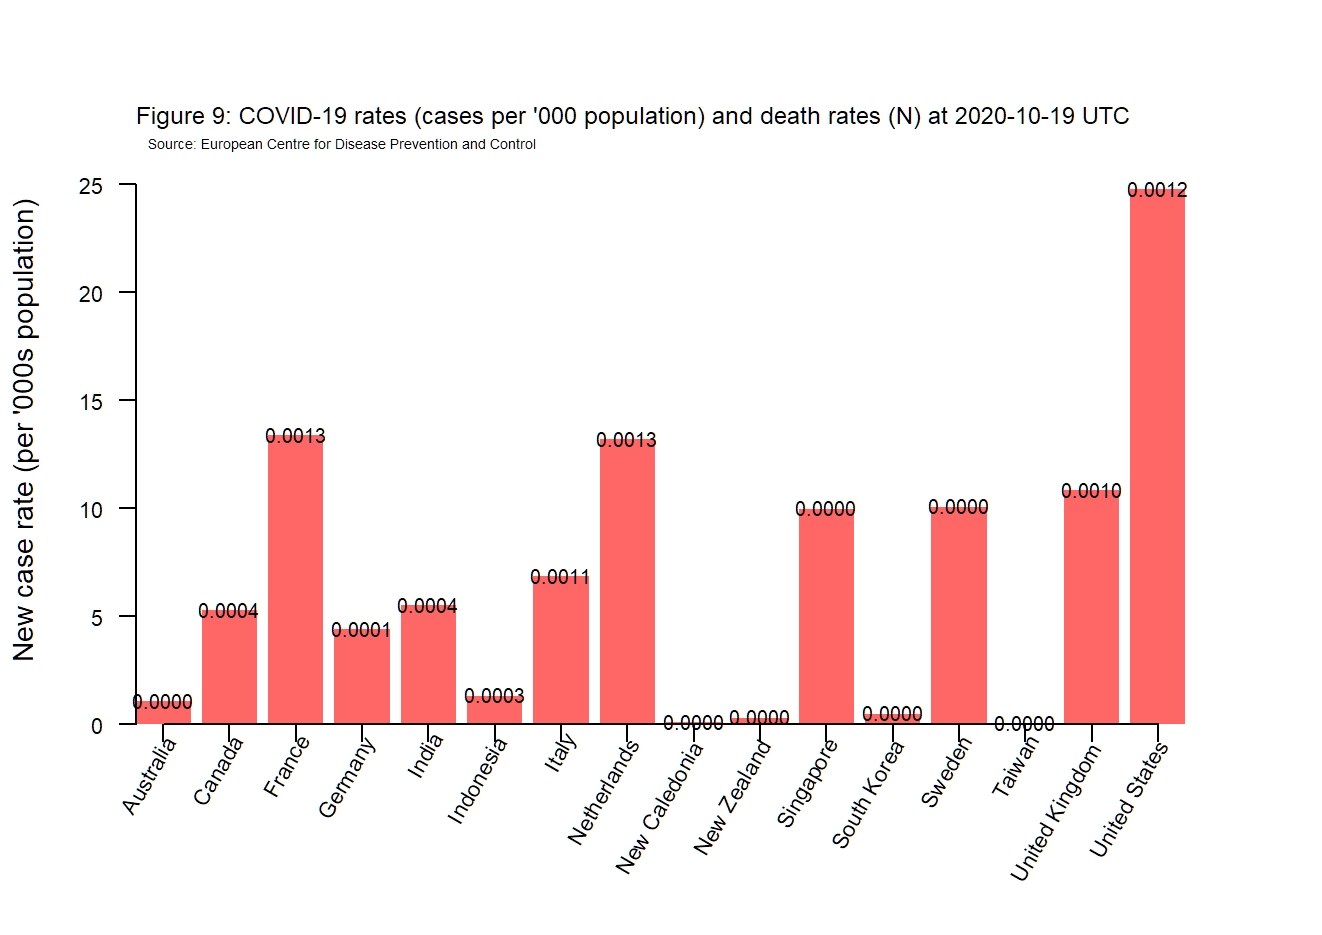 Figure 9: COVID-19 rates (cases per '000 population) and death rates (N) at 2020-10-19 UTC
Source: European Centre for Disease Prevention and Control
New case rate (per '000s population)
25
20
15
10
5
0
0.0000
0.0004
0.0013
0.0001
0.0004
0.0003
0.0011
0.0013
0.0000
0.0000
0.0000
0.0000
0.0000
0.0000
0.0010
0.0012
Australia
Canada
France
Germany
India
Indonesia
Italy
Netherlands
New Caledonia
New Zealand
Singapore
South Korea
Sweden
Taiwan
United Kingdom
United States